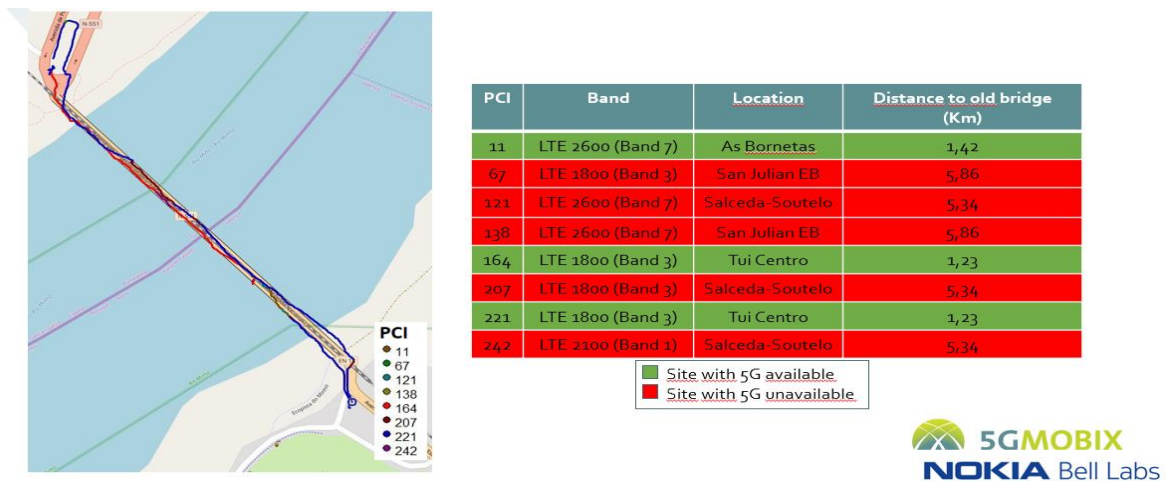 N-551
PCI
11
67
121
138
164
207
221
242
PCI Band Location Distance to old bridge
(Km)
11 LTE 2600 (Band 7) As Bornetas 1,42
67 LTE 1800 (Band 3) San Julian EB 5,86
121 LTE 2600 (Band 7) Salceda-Soutelo 5,34
138 LTE 2600 (Band 7) San Julian EB 5,86
164 LTE 1800 (Band 3) Tui Centro 1,23
207 LTE 1800 (Band 3) Salceda-Soutelo 5,34
221 LTE 1800 (Band 3) Tui Centro 1,23
242 LTE 2100 (Band 1) Salceda-Soutelo 5,34
Site with 5G available
Site with 5G unavailable
5GMOBIX
NOKIA Bell Labs